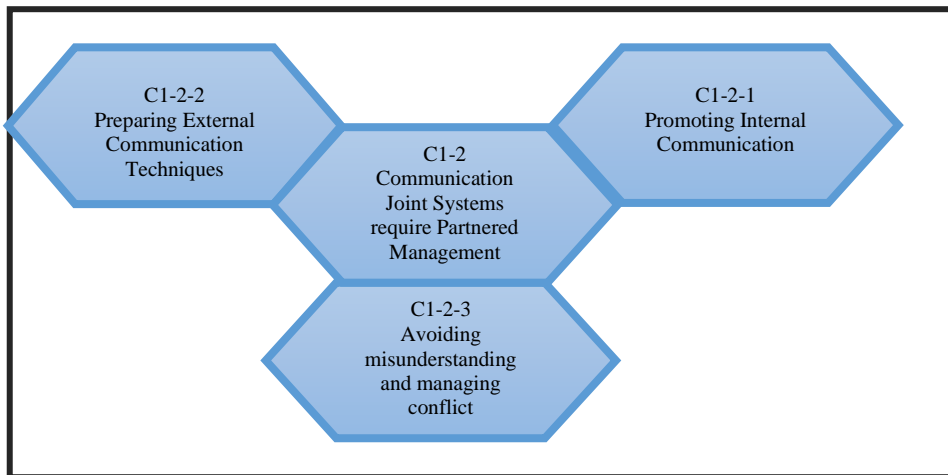 C1-2-2
Preparing External
Communication
Techniques
C1-2-1
Promoting Internal
Communication
C1-2
Communication
Joint Systems
require Partnered
Management
C1-2-3
Avoiding
misunderstanding
and managing
conflict